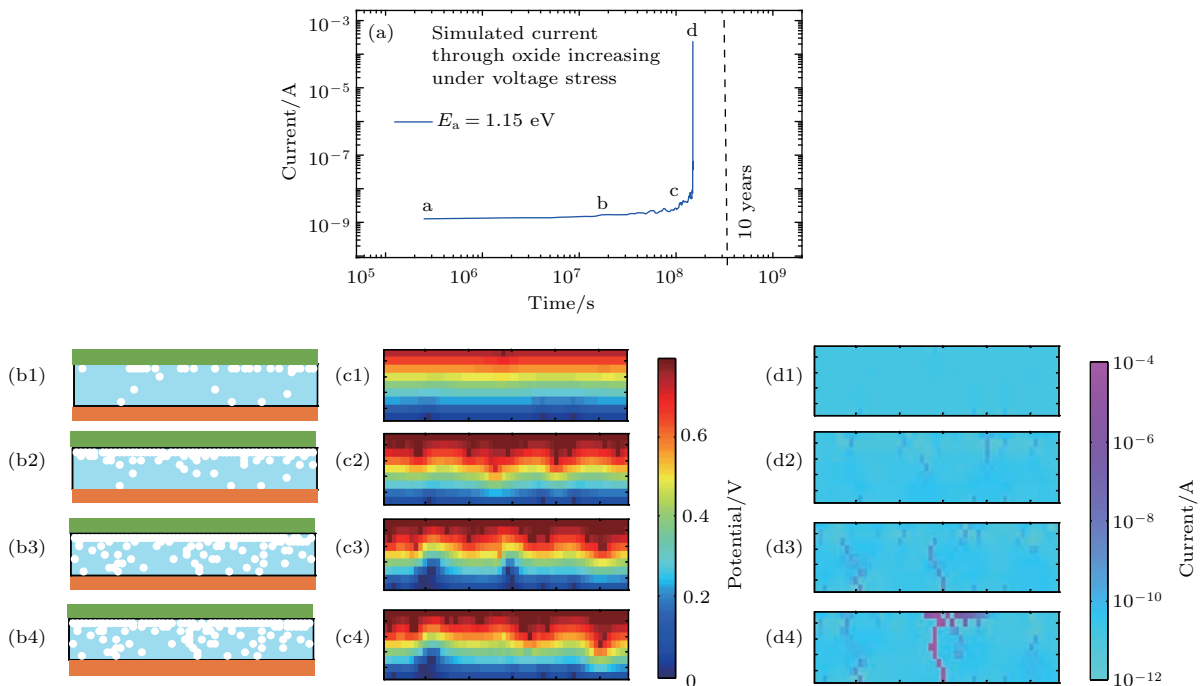 (a)
Simulated current
through oxide increasing
under voltage stress
E_a = 1.15 eV
a
b
c
d
10 years
Current/A
10^−3
10^−5
10^−7
10^−9
10^5
10^6
10^7
10^8
10^9
Time/s
(b1)
(c1)
(d1)
(b2)
(c2)
(d2)
(b3)
(c3)
(d3)
(b4)
(c4)
(d4)
0.6
0.4
0.2
0
Potential/V
10^−4
10^−6
10^−8
10^−10
10^−12
Current/A